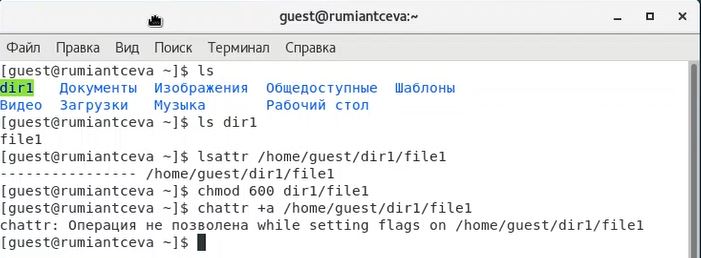 guest@rumiantceva:~
Файл Правка Вид Поиск Терминал Справка
[guest@rumiantceva ~]$ ls
dir1 Документы Изображения Общедоступные Шаблоны
Видео Загрузки Музыка Рабочий стол
[guest@rumiantceva ~]$ ls dir1
file1
[guest@rumiantceva ~]$ lsattr /home/guest/dir1/file1
---------------- /home/guest/dir1/file1
[guest@rumiantceva ~]$ chmod 600 dir1/file1
[guest@rumiantceva ~]$ chattr +a /home/guest/dir1/file1
chattr: Операция не позволена while setting flags on /home/guest/dir1/file1
[guest@rumiantceva ~]$